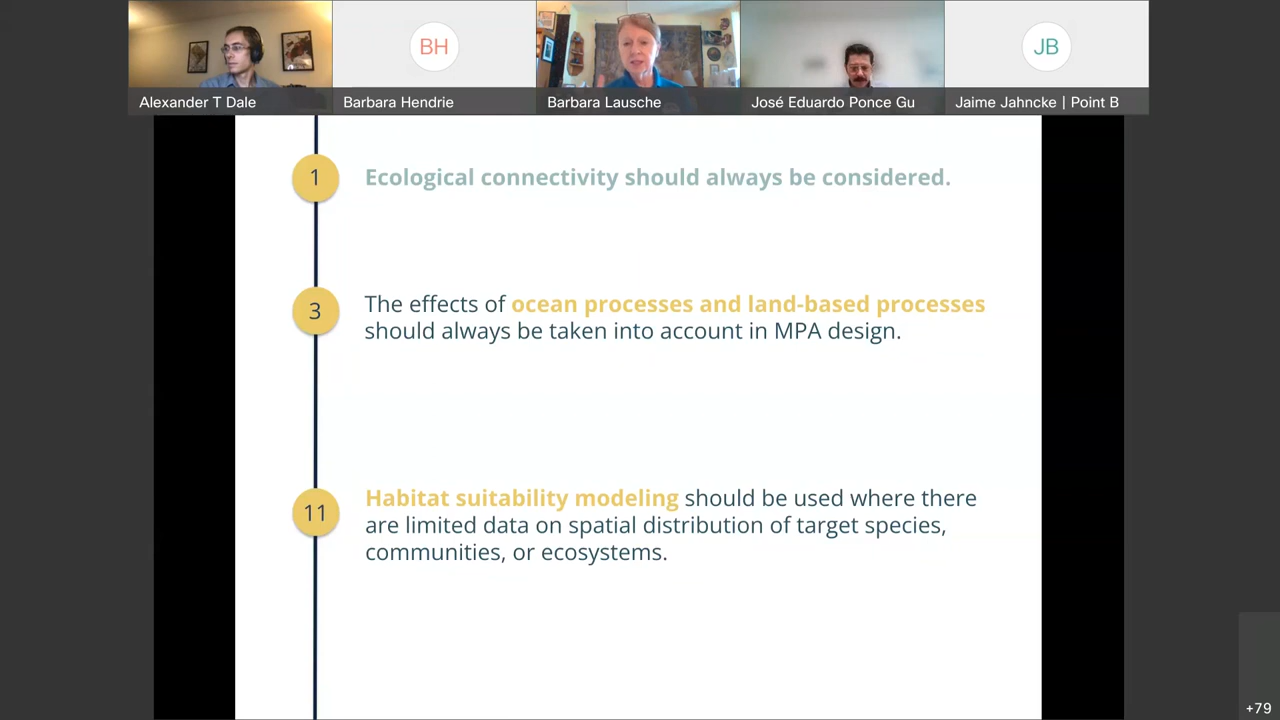 BH
JB
Alexander T Dale
Barbara Hendrie
Barbara Lausche
José Eduardo Ponce Gu
Jaime Jahncke | Point B
1
Ecological connectivity should always be considered.
3
The effects of ocean processes and land-based processes
should always be taken into account in MPA design.
11
Habitat suitability modeling should be used where there
are limited data on spatial distribution of target species,
communities, or ecosystems.
+79